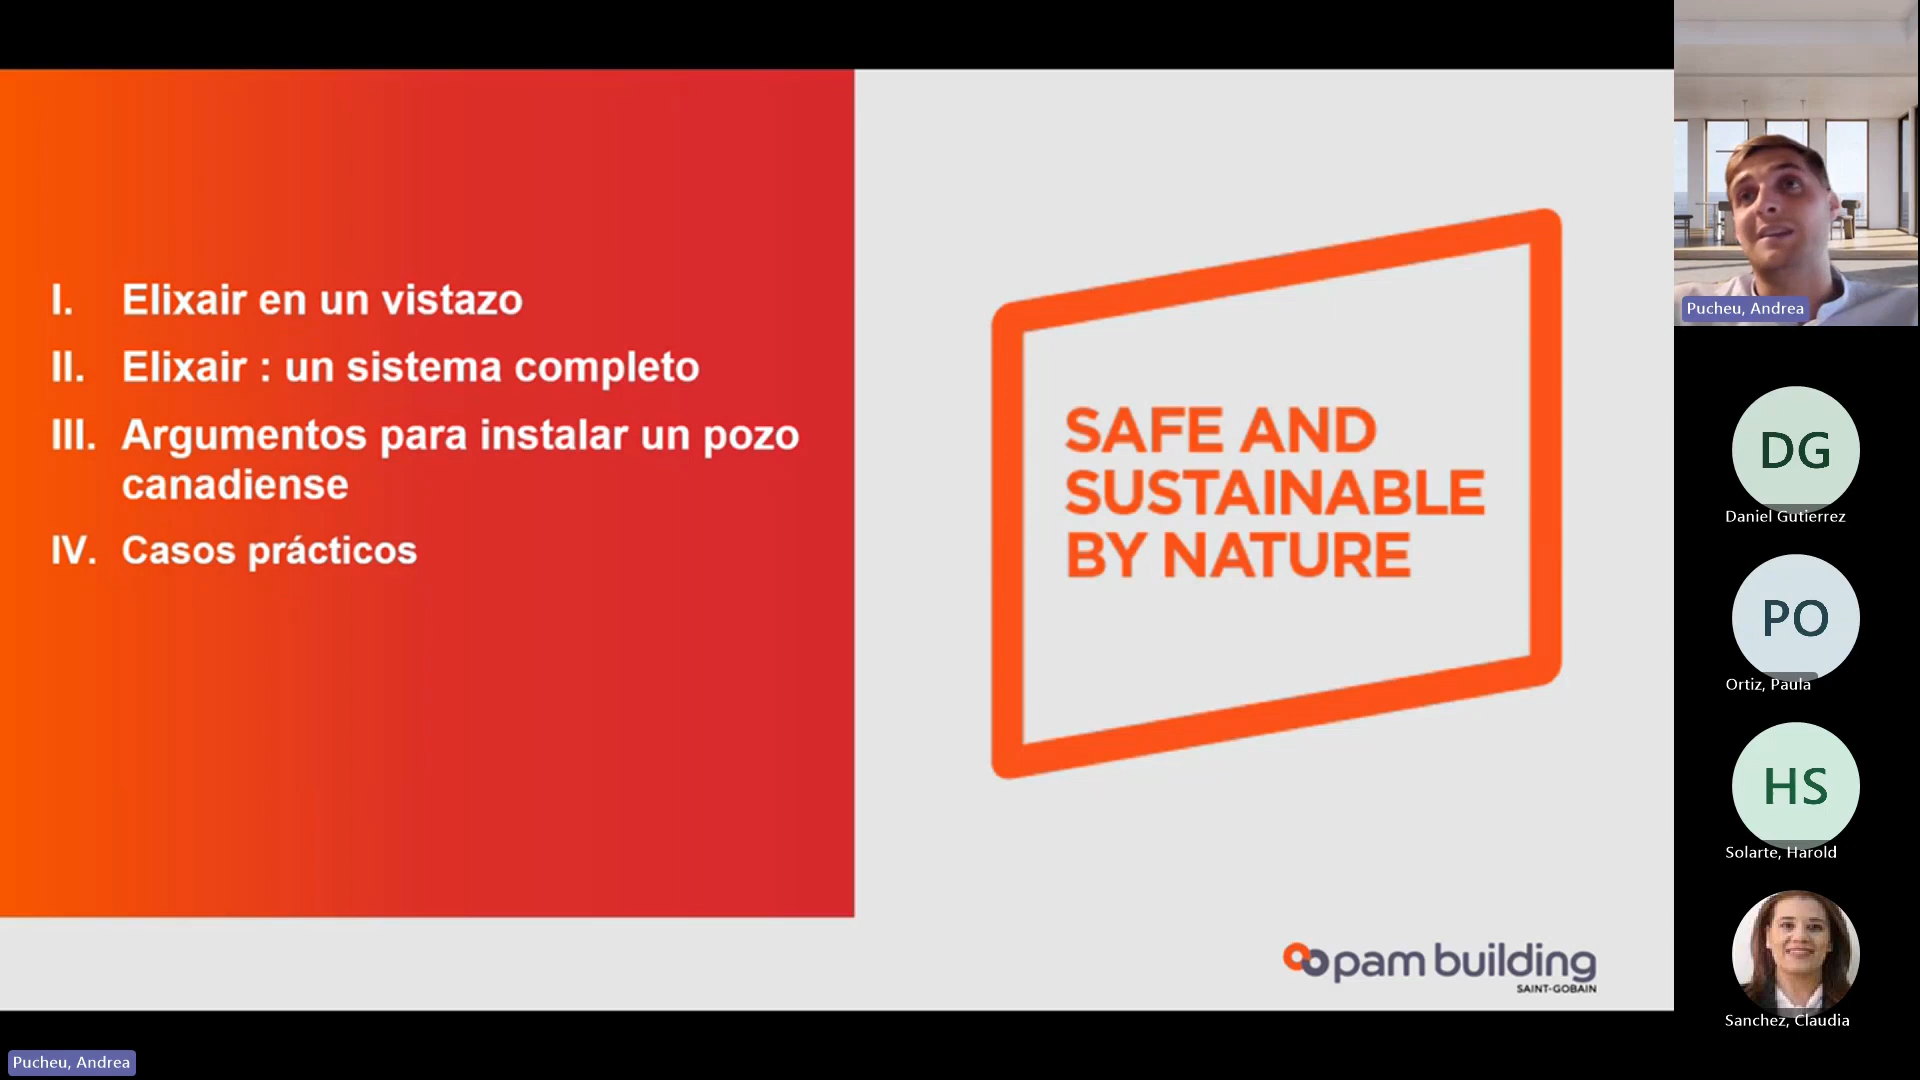 I. Elixair en un vistazo
II. Elixair : un sistema completo
III. Argumentos para instalar un pozo
canadiense
IV. Casos prácticos
SAFE AND
SUSTAINABLE
BY NATURE
pam building
SAINT-GOBAIN
Pucheu, Andrea
DG
Daniel Gutierrez
PO
Ortiz, Paula
HS
Solarte, Harold
Sanchez, Claudia
Pucheu, Andrea